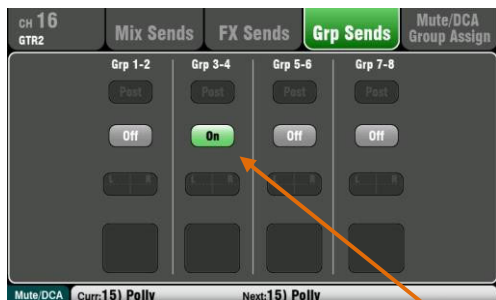 CH 16
GTR2
Mix Sends
FX Sends
Grp Sends
Mute/DCA
Group Assign
Grp 1-2 Grp 3-4 Grp 5-6 Grp 7-8
Post Post Post Post
Off On Off Off
L R L R L R L R
Mute/DCA Curr:15) Polly Next:15) Polly